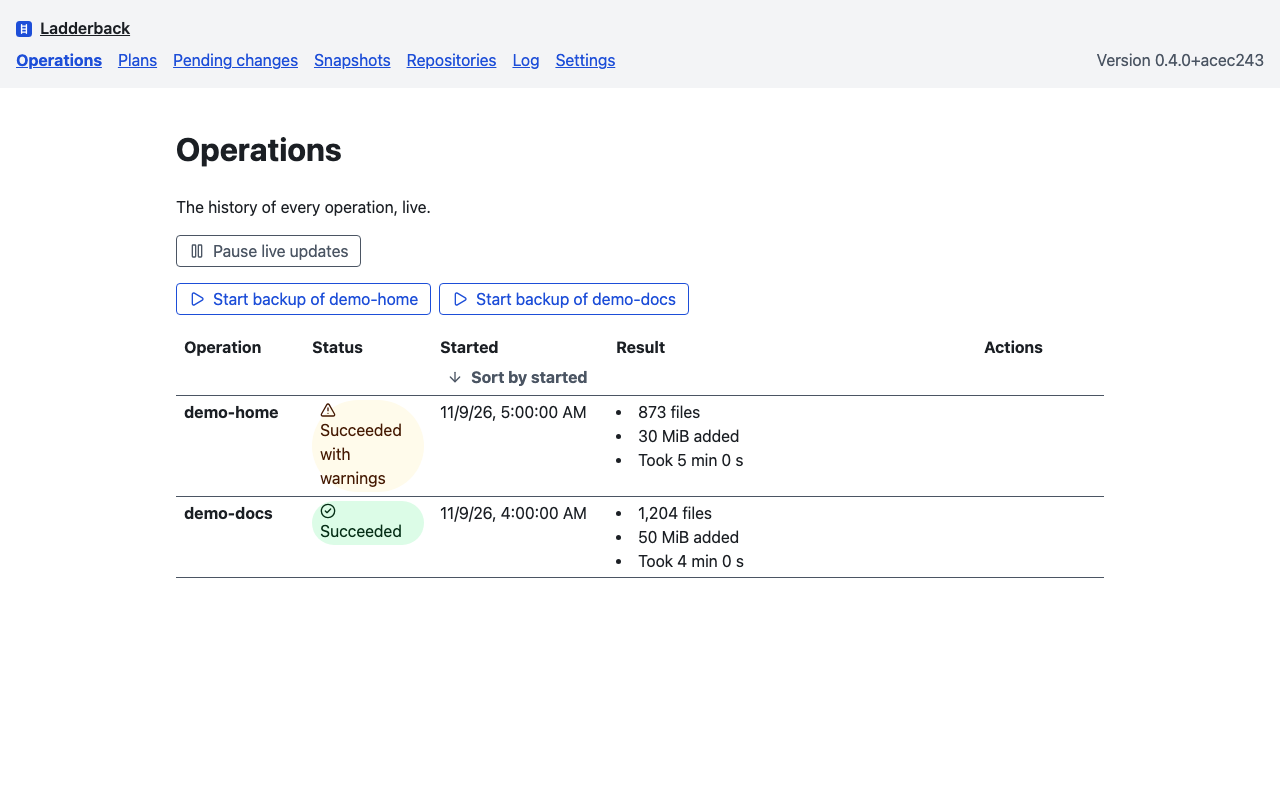 Ladderback
Operations Plans Pending changes Snapshots Repositories Log Settings Version 0.4.0+acec243
Operations
The history of every operation, live.
Pause live updates
Start backup of demo-home Start backup of demo-docs
Operation Status Started Result Actions
Sort by started
demo-home Succeeded with warnings 11/9/26, 5:00:00 AM
873 files
30 MiB added
Took 5 min 0 s
demo-docs Succeeded 11/9/26, 4:00:00 AM
1,204 files
50 MiB added
Took 4 min 0 s